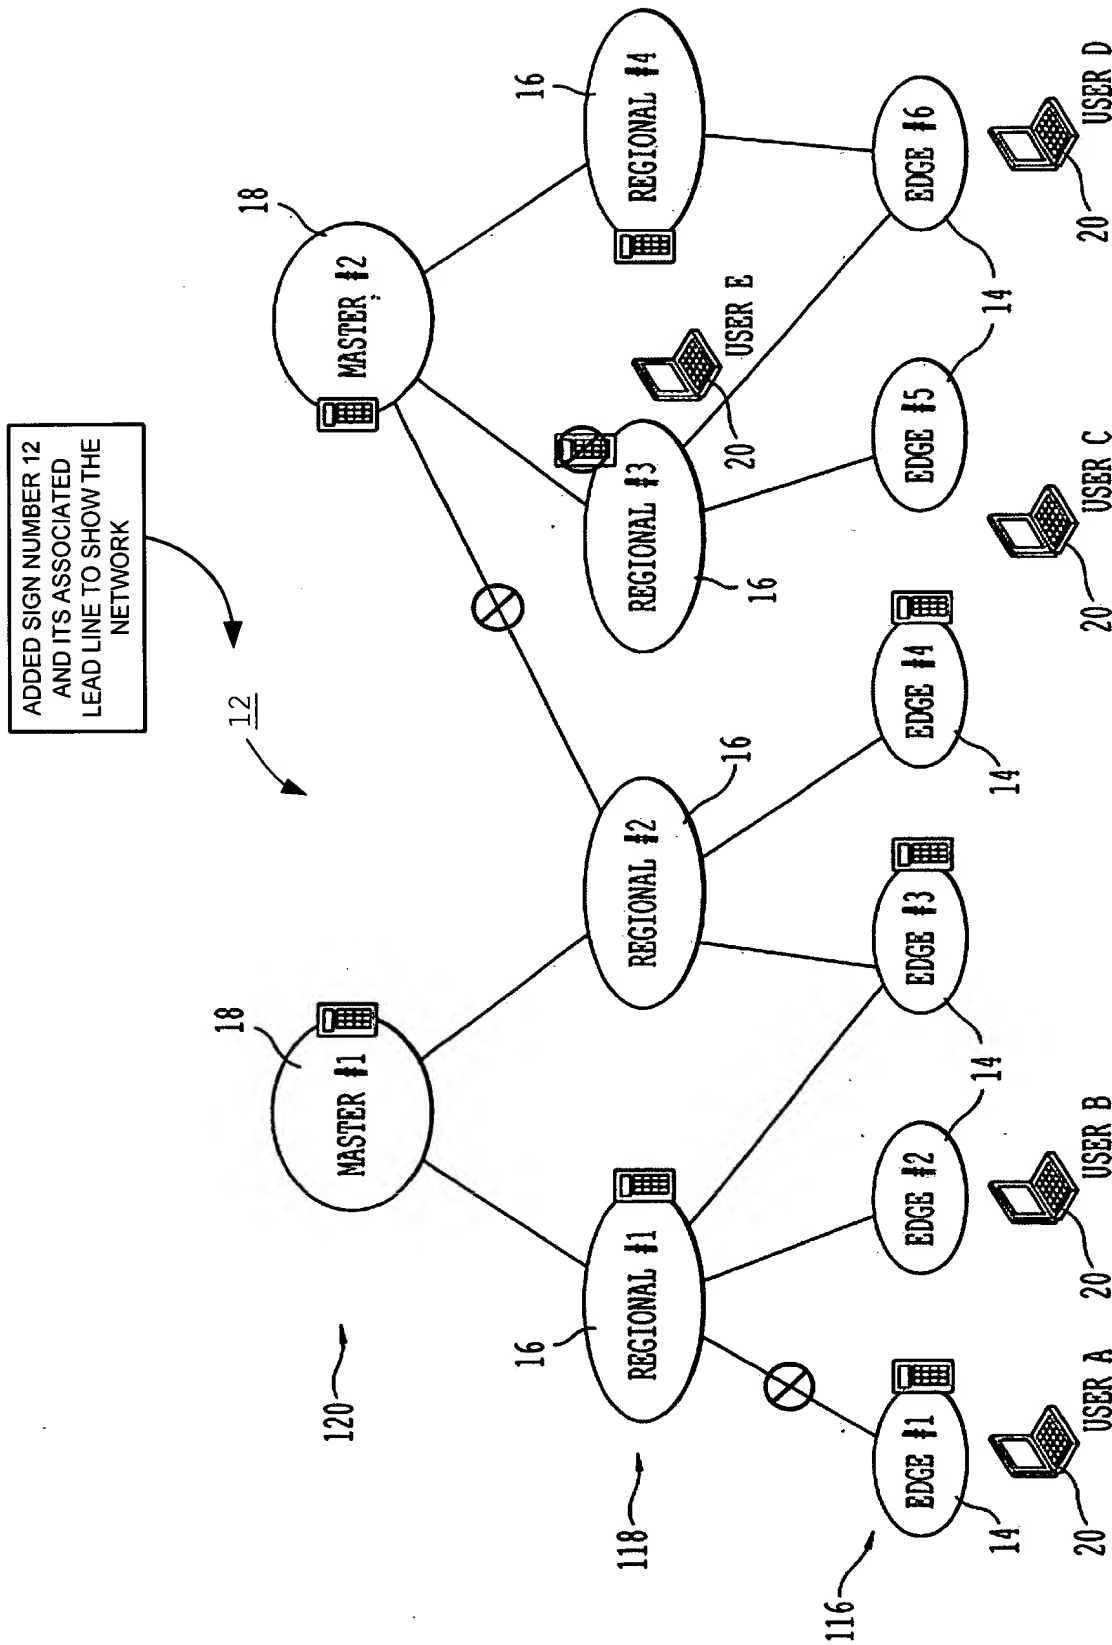 ADDED SIGN NUMBER 12
AND ITS ASSOCIATED
LEAD LINE TO SHOW THE
NETWORK
12
120
18
MASTER #1
18
MASTER #2
118
16
REGIONAL #1
REGIONAL #2
16
REGIONAL #3
16
REGIONAL #4
16
20
USER E
116
EDGE #1
14
EDGE #2
14
EDGE #3
EDGE #4
14
EDGE #5
14
EDGE #6
20
USER A
20
USER B
20
USER C
20
USER D